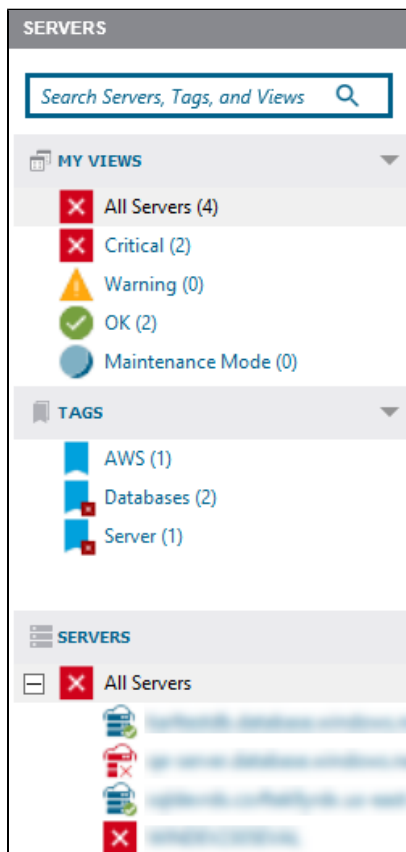 SERVERS
Search Servers, Tags, and Views
MY VIEWS
All Servers (4)
Critical (2)
Warning (0)
OK (2)
Maintenance Mode (0)
TAGS
AWS (1)
Databases (2)
Server (1)
SERVERS
All Servers